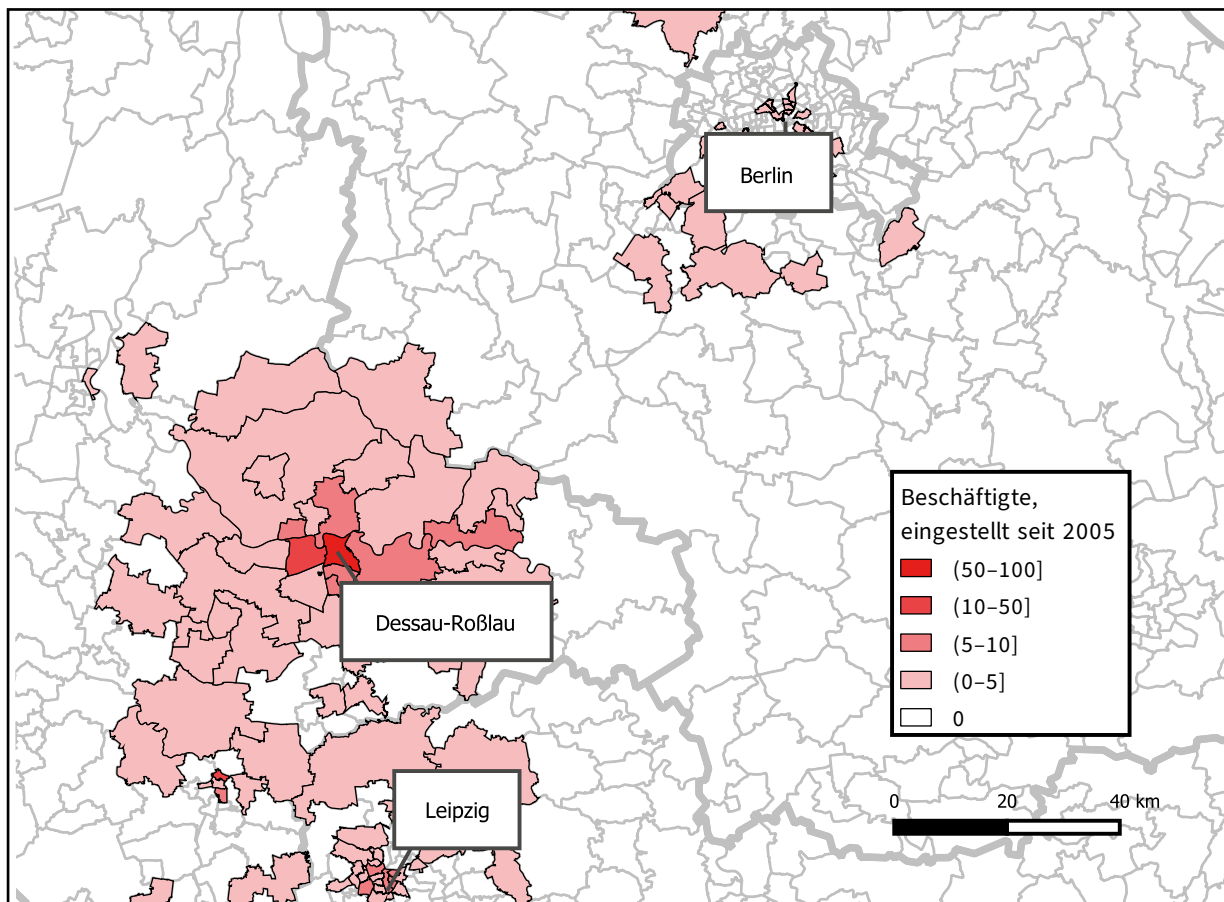 Berlin
Beschäftigte,
eingestellt seit 2005
(50–100]
(10–50]
(5–10]
(0–5]
0
Dessau-Roßlau
Leipzig
0 20 40 km